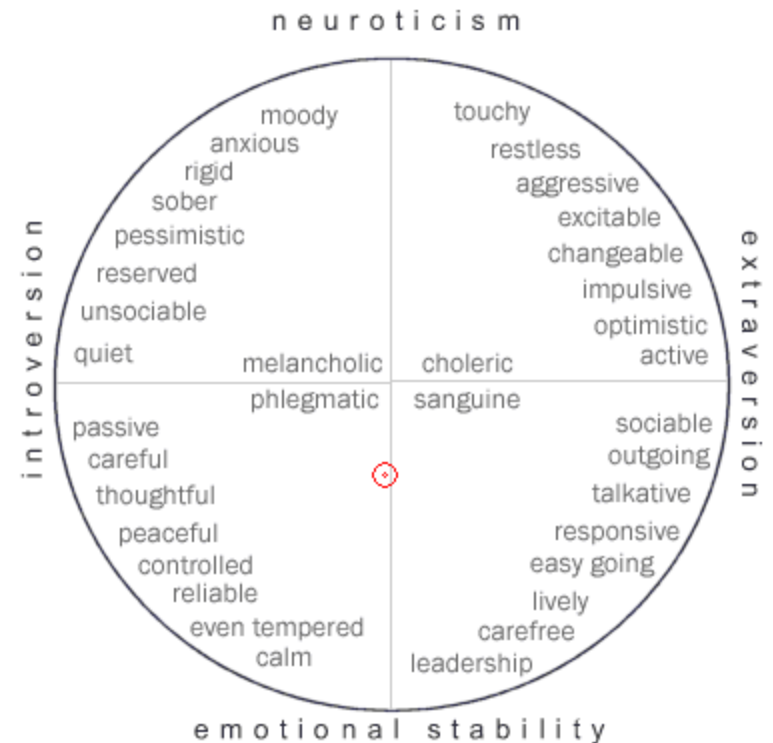 neuroticism
moody
anxious
rigid
sober
pessimistic
reserved
unsociable
quiet
melancholic
touchy
restless
aggressive
excitable
changeable
impulsive
optimistic
active
choleric
introversion
extraversion
phlegmatic
passive
careful
thoughtful
peaceful
controlled
reliable
even tempered
calm
sanguine
sociable
outgoing
talkative
responsive
easy going
lively
carefree
leadership
emotional stability